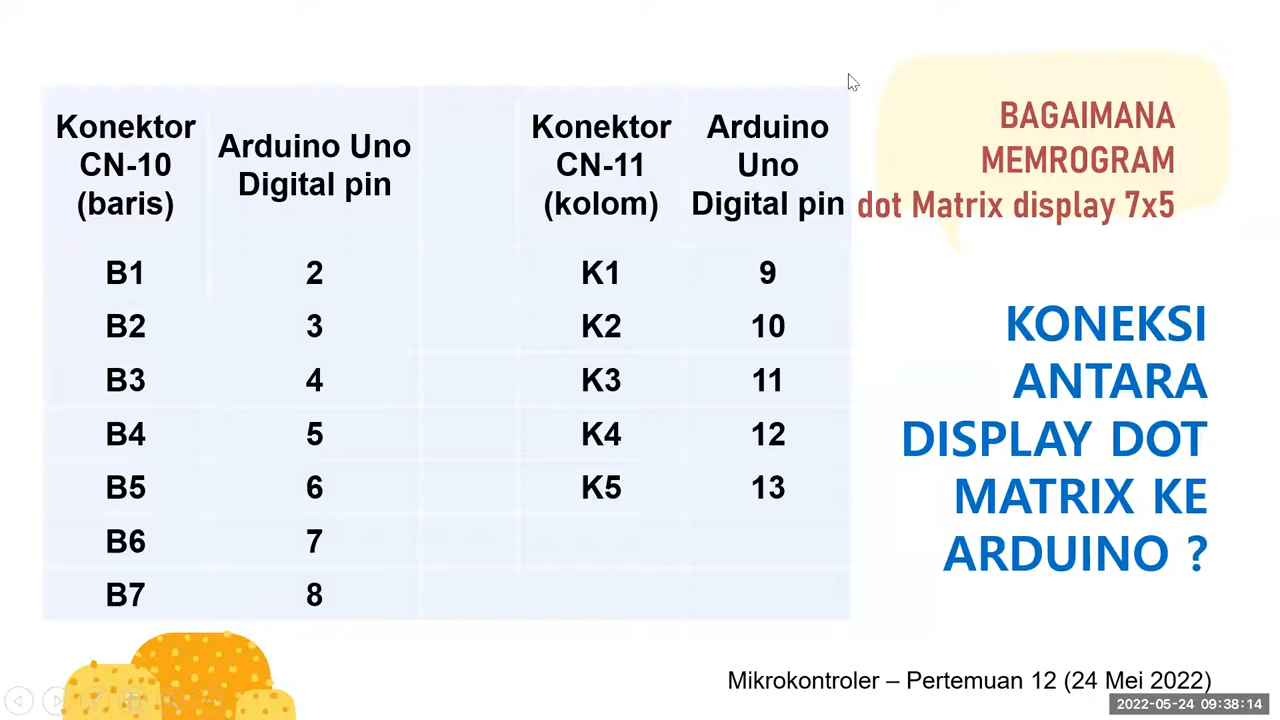 Konektor
CN-10
(baris)
Arduino Uno
Digital pin
Konektor
CN-11
(kolom)
Arduino
Uno
Digital pin
B1 2 K1 9
B2 3 K2 10
B3 4 K3 11
B4 5 K4 12
B5 6 K5 13
B6 7
B7 8
BAGAIMANA
MEMROGRAM
dot Matrix display 7x5
KONEKSI
ANTARA
DISPLAY DOT
MATRIX KE
ARDUINO ?
Mikrokontroler – Pertemuan 12 (24 Mei 2022)
2022-05-24 09:38:14